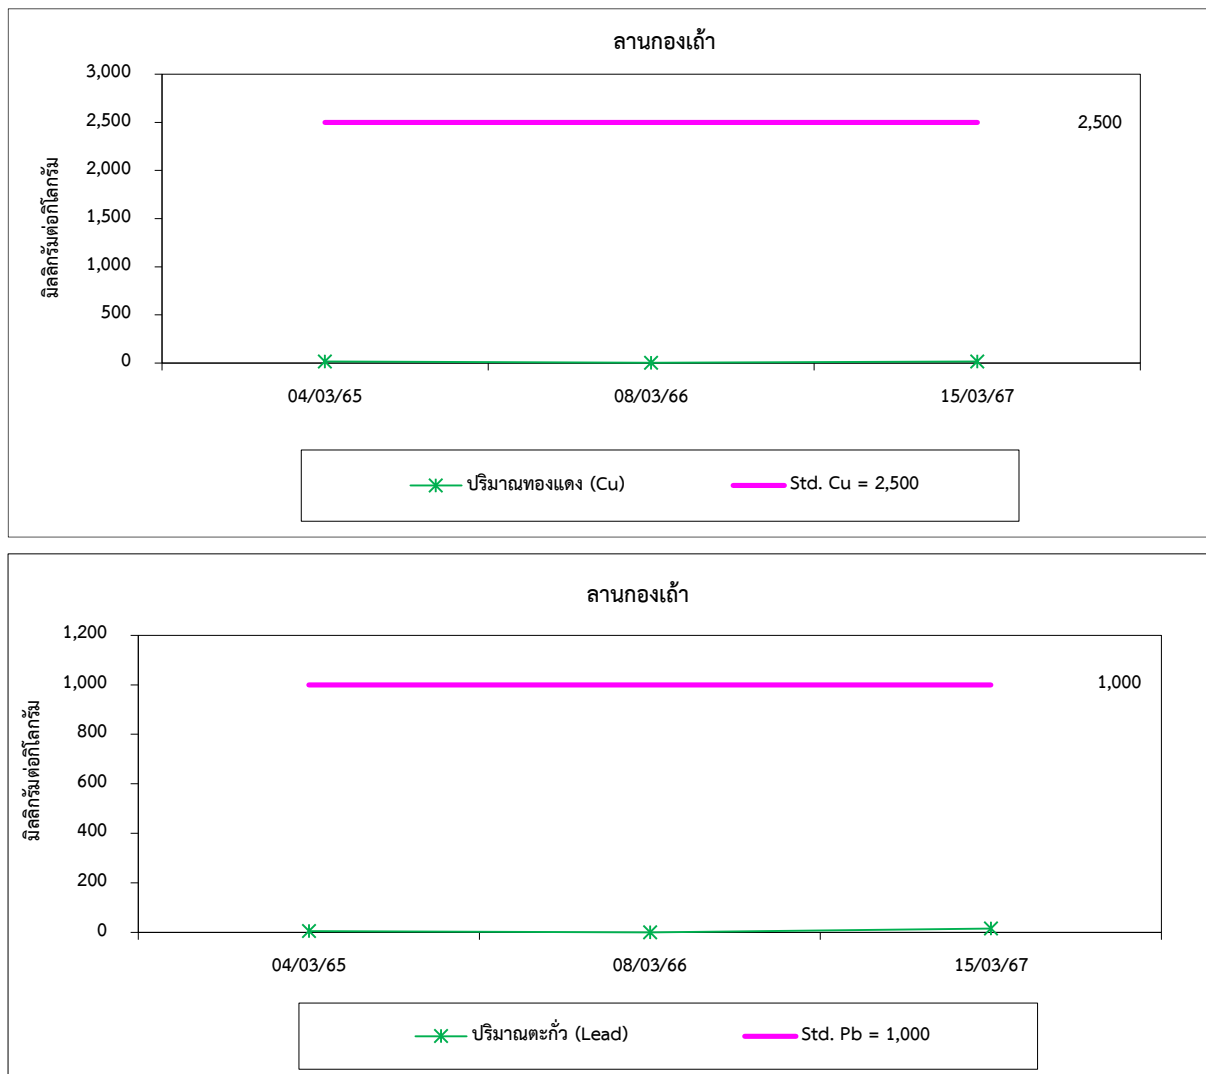 ลานกองเถ้า
3,000
2,500
2,000
1,500
1,000
500
0
มิลลิกรัมต่อกิโลกรัม
2,500
04/03/65 08/03/66 15/03/67
ปริมาณทองแดง (Cu) Std. Cu = 2,500
ลานกองเถ้า
1,200
1,000
800
600
400
200
0
มิลลิกรัมต่อกิโลกรัม
1,000
04/03/65 08/03/66 15/03/67
ปริมาณตะกั่ว (Lead) Std. Pb = 1,000